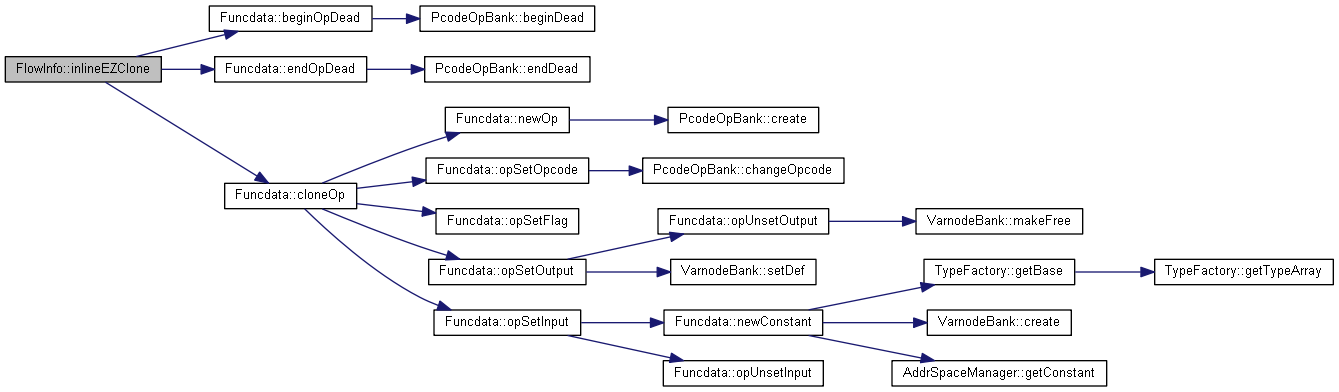 Funcdata::beginOpDead
PcodeOpBank::beginDead
FlowInfo::inlineEZClone
Funcdata::endOpDead
PcodeOpBank::endDead
Funcdata::newOp
PcodeOpBank::create
Funcdata::opSetOpcode
PcodeOpBank::changeOpcode
Funcdata::cloneOp
Funcdata::opSetFlag
Funcdata::opUnsetOutput
VarnodeBank::makeFree
Funcdata::opSetOutput
VarnodeBank::setDef
TypeFactory::getBase
TypeFactory::getTypeArray
Funcdata::opSetInput
Funcdata::newConstant
VarnodeBank::create
Funcdata::opUnsetInput
AddrSpaceManager::getConstant